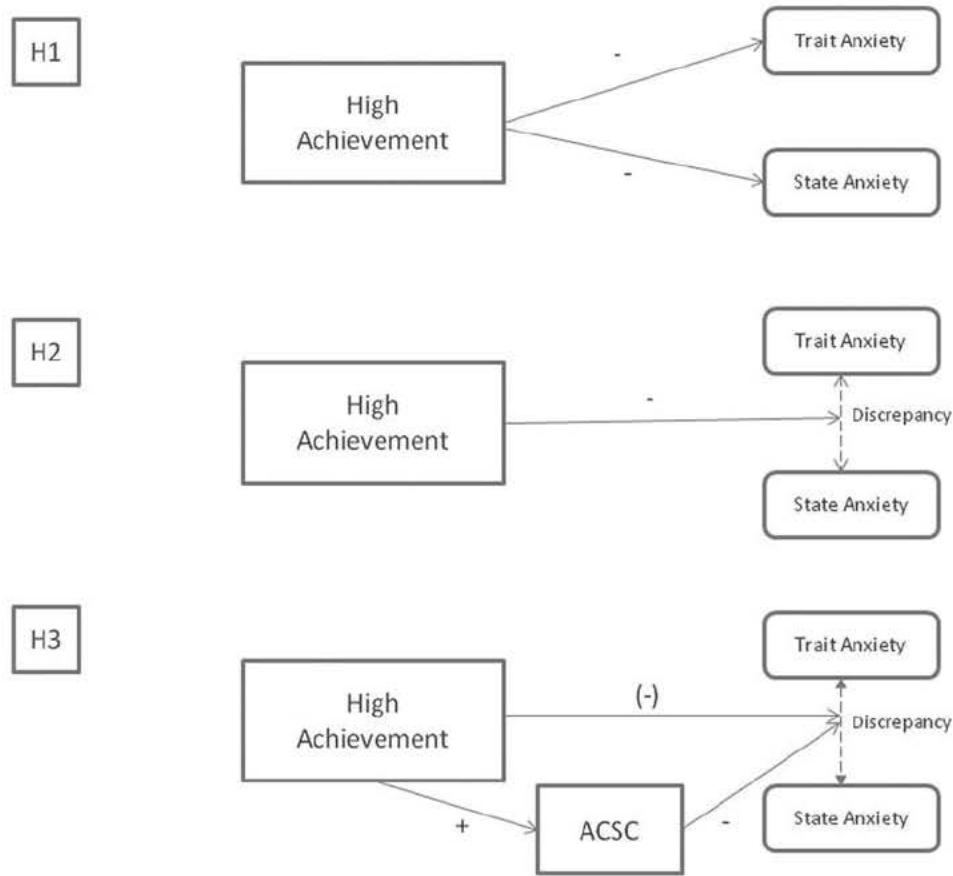 H1
High
Achievement
-
-
Trait Anxiety
State Anxiety
H2
High
Achievement
-
Trait Anxiety
Discrepancy
State Anxiety
H3
High
Achievement
(-)
+
ACSC
-
Trait Anxiety
Discrepancy
State Anxiety